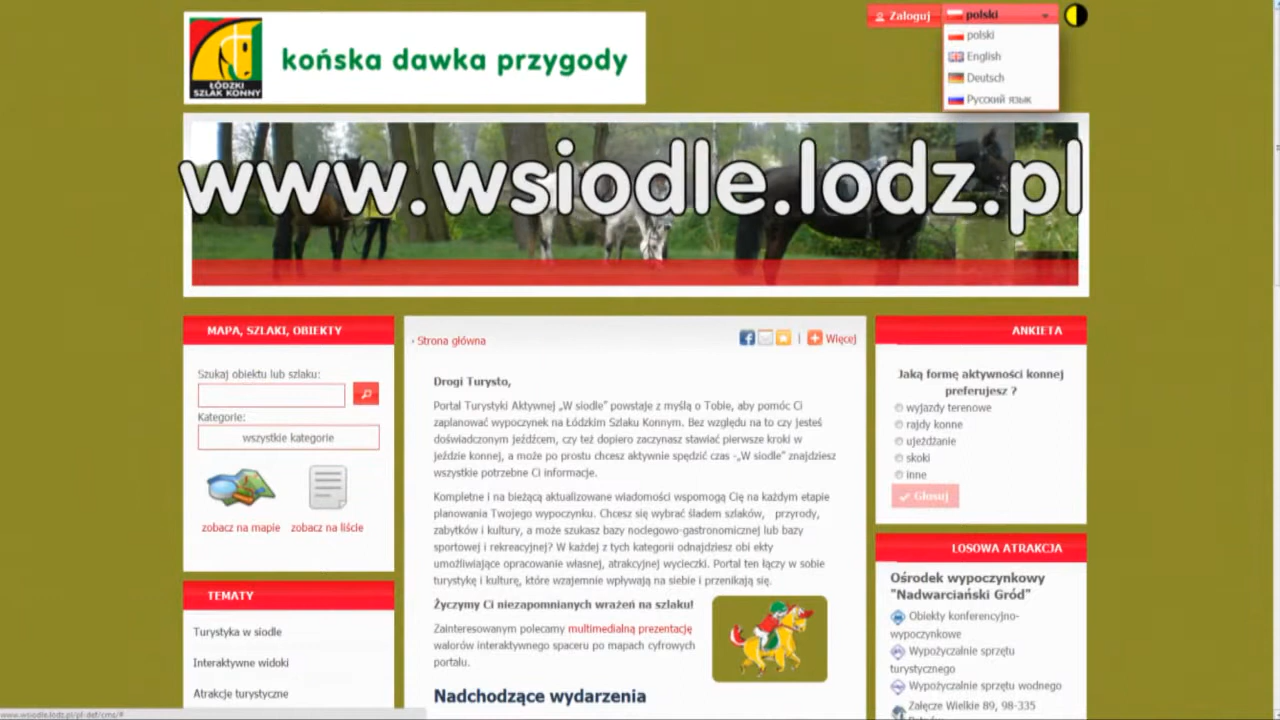 ŁÓDZKI
SZLAK KONNY
końska dawka przygody
Zaloguj
polski
polski
English
Deutsch
Русский язык
www.wsiodle.lodz.pl
MAPA, SZLAKI, OBIEKTY
Szukaj obiektu lub szlaku:
Kategorie:
wszystkie kategorie
zobacz na mapie
zobacz na liście
TEMATY
Turystyka w siodle
Interaktywne widoki
Atrakcje turystyczne
› Strona główna
| Więcej
Drogi Turysto,
Portal Turystyki Aktywnej „W siodle” powstaje z myślą o Tobie, aby pomóc Ci
zaplanować wypoczynek na Łódzkim Szlaku Konnym. Bez względu na to czy jesteś
doświadczonym jeźdźcem, czy też dopiero zaczynasz stawiać pierwsze kroki w
jeździe konnej, a może po prostu chcesz aktywnie spędzić czas -„W siodle” znajdziesz
wszystkie potrzebne Ci informacje.
Kompletne i na bieżącą aktualizowane wiadomości wspomogą Cię na każdym etapie
planowania Twojego wypoczynku. Chcesz się wybrać śladem szlaków, przyrody,
zabytków i kultury, a może szukasz bazy noclegowo-gastronomicznej lub bazy
sportowej i rekreacyjnej? W każdej z tych kategorii odnajdziesz obi ekty
umożliwiające opracowanie własnej, atrakcyjnej wycieczki. Portal ten łączy w sobie
turystykę i kulturę, które wzajemnie wpływają na siebie i przenikają się.
Życzymy Ci niezapomnianych wrażeń na szlaku!
Zainteresowanym polecamy multimedialną prezentację
walorów interaktywnego spaceru po mapach cyfrowych
portalu.
Nadchodzące wydarzenia
ANKIETA
Jaką formę aktywności konnej
preferujesz ?
wyjazdy terenowe
rajdy konne
ujeżdżanie
skoki
inne
Głosuj
LOSOWA ATRAKCJA
Ośrodek wypoczynkowy
"Nadwarciański Gród"
Obiekty konferencyjno-
wypoczynkowe
Wypożyczalnie sprzętu
turystycznego
Wypożyczalnie sprzętu wodnego
Załęcze Wielkie 89, 98-335
www.wsiodle.lodz.pl/pl-def/cms/#